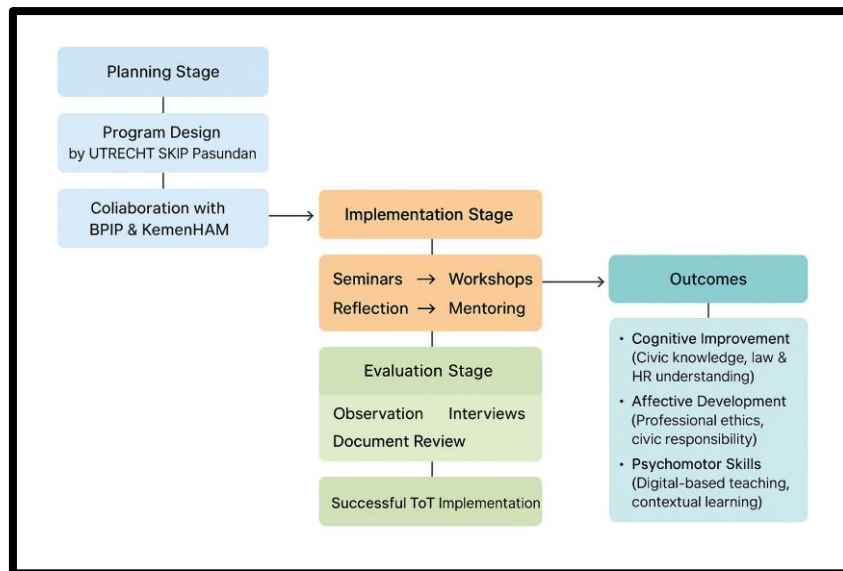 Planning Stage
Program Design
by UTRECHT SKIP Pasundan
Coliaboration with
BPIP & KemenHAM
Implementation Stage
Seminars → Workshops
Reflection → Mentoring
Evaluation Stage
Observation Interviews
Document Review
Successful ToT Implementation
Outcomes
• Cognitive Improvement
(Civic knowledge, law &
HR understanding)
• Affective Development
(Professional ethics,
civic responsibility)
• Psychomotor Skills
(Digital-based teaching,
contextual learning)